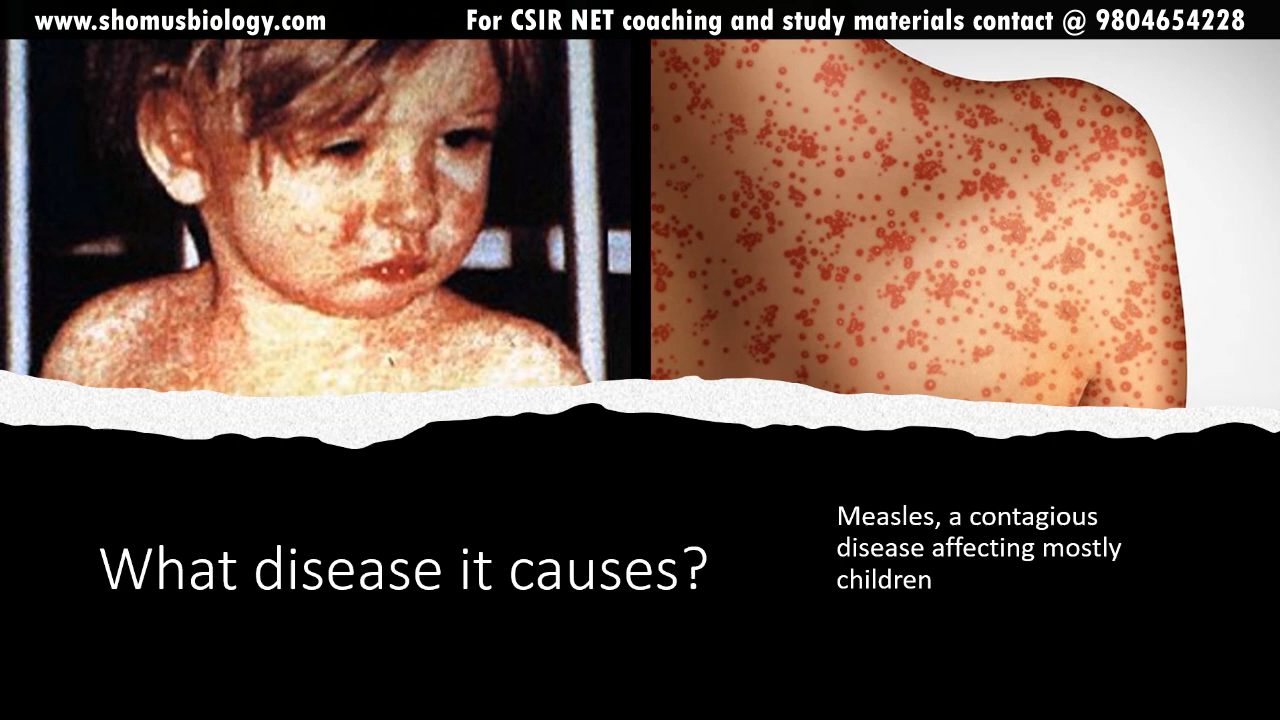 www.shomusbiology.com
For CSIR NET coaching and study materials contact @ 9804654228
What disease it causes?
Measles, a contagious
disease affecting mostly
children